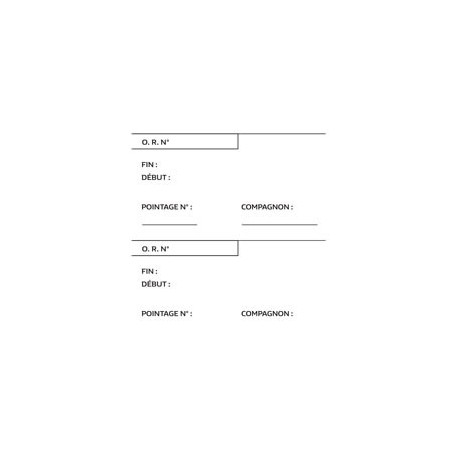 O. R. N°
FIN :
DÉBUT :
POINTAGE N° : COMPAGNON :
O. R. N°
FIN :
DÉBUT :
POINTAGE N° : COMPAGNON :